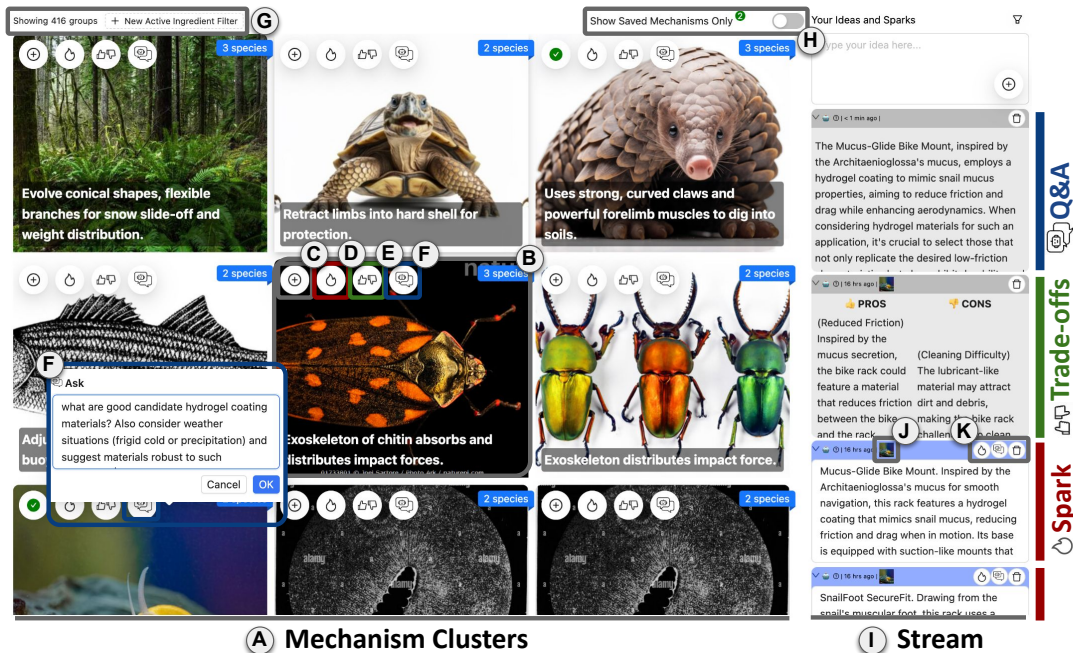 Showing 416 groups
+ New Active Ingredient Filter
G
Show Saved Mechanisms Only 2
H
3 species
Evolve conical shapes, flexible
branches for snow slide-off and
weight distribution.
2 species
Retract limbs into hard shell for
protection.
3 species
Uses strong, curved claws and
powerful forelimb muscles to dig into
soils.
C D E F
B
2 species
3 species
Exoskeleton of chitin absorbs and
distributes impact forces.
2 species
Exoskeleton distributes impact force.
F
Ask
what are good candidate hydrogel coating
materials? Also consider weather
situations (frigid cold or precipitation) and
suggest materials robust to such
Cancel OK
2 species
alamy
alamy
2 species
alamy
alamy
A Mechanism Clusters
Your Ideas and Sparks
Type your idea here...
| < 1 min ago |
The Mucus-Glide Bike Mount, inspired by
the Architaenioglossa's mucus, employs a
hydrogel coating to mimic snail mucus
properties, aiming to reduce friction and
drag while enhancing aerodynamics. When
considering hydrogel materials for such an
application, it's crucial to select those that
not only replicate the desired low-friction
| 16 hrs ago |
PROS
CONS
(Reduced Friction)
Inspired by the
mucus secretion,
the bike rack could
feature a material
that reduces friction
between the bike
and the rack
(Cleaning Difficulty)
The lubricant-like
material may attract
dirt and debris,
making the bike rack
J
K
| 16 hrs ago |
Mucus-Glide Bike Mount. Inspired by the
Architaenioglossa's mucus for smooth
navigation, this rack features a hydrogel
coating that mimics snail mucus, reducing
friction and drag when in motion. Its base
is equipped with suction-like mounts that
| 16 hrs ago |
SnailFoot SecureFit. Drawing from the
snail's muscular foot, this rack uses a
I Stream
Q&A
Trade-offs
Spark